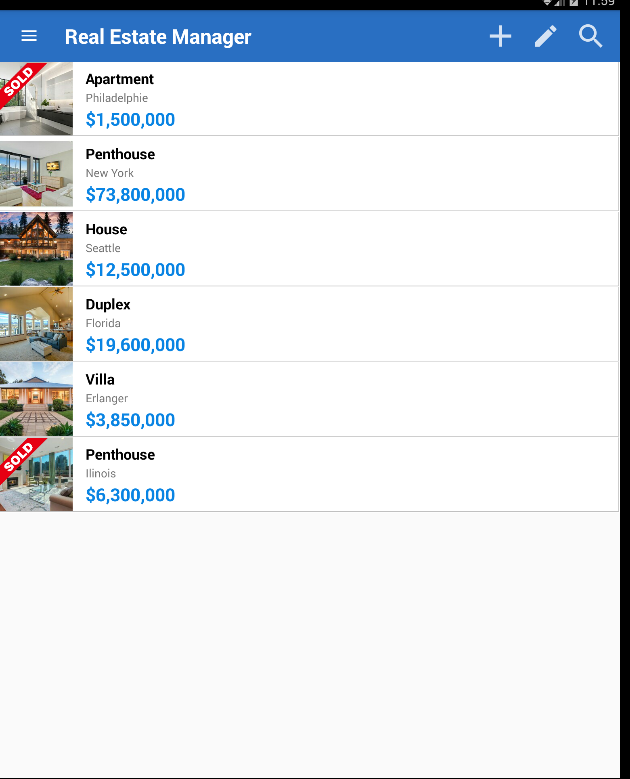 11:59
Real Estate Manager
SOLD
Apartment
Philadelphie
$1,500,000
Penthouse
New York
$73,800,000
House
Seattle
$12,500,000
Duplex
Florida
$19,600,000
Villa
Erlanger
$3,850,000
SOLD
Penthouse
Ilinois
$6,300,000